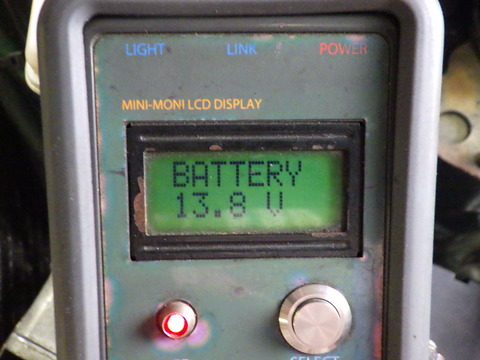 LIGHT LINK POWER
MINI-MONI LCD DISPLAY
BATTERY
13.8 V
SELECT